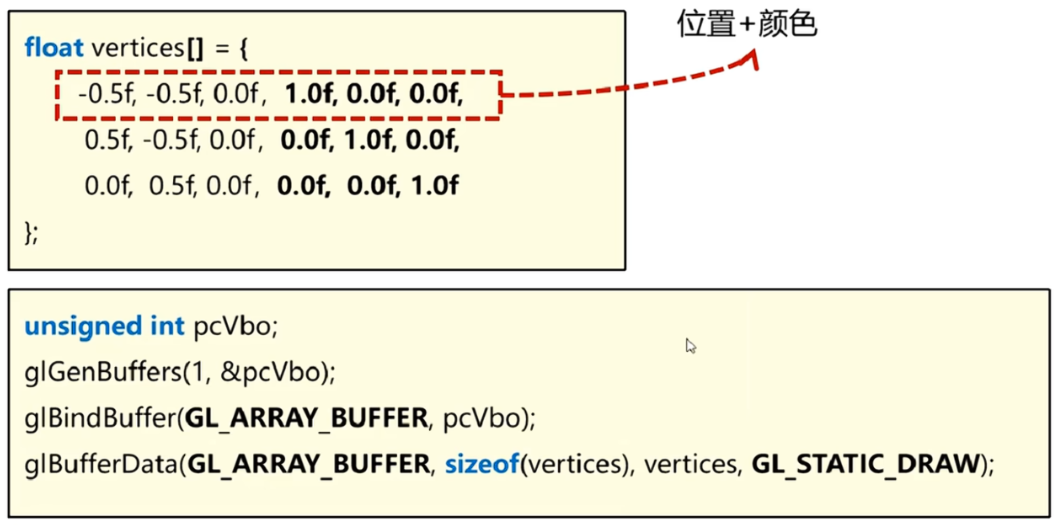 位置+颜色
float vertices[] = {
-0.5f, -0.5f, 0.0f, 1.0f, 0.0f, 0.0f,
0.5f, -0.5f, 0.0f, 0.0f, 1.0f, 0.0f,
0.0f, 0.5f, 0.0f, 0.0f, 0.0f, 1.0f
};
unsigned int pcVbo;
glGenBuffers(1, &pcVbo);
glBindBuffer(GL_ARRAY_BUFFER, pcVbo);
glBufferData(GL_ARRAY_BUFFER, sizeof(vertices), vertices, GL_STATIC_DRAW);